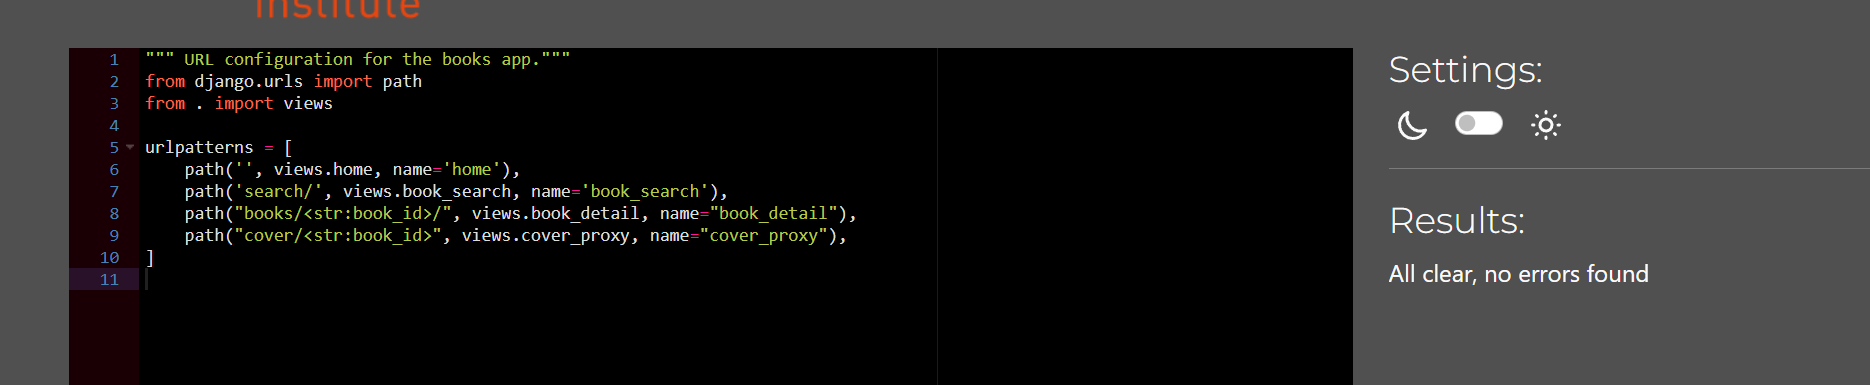 institute
1 """ URL configuration for the books app."""
2 from django.urls import path
3 from . import views
4
5 urlpatterns = [
6     path('', views.home, name='home'),
7     path('search/', views.book_search, name='book_search'),
8     path("books/<str:book_id>/", views.book_detail, name="book_detail"),
9     path("cover/<str:book_id>", views.cover_proxy, name="cover_proxy"),
10 ]
11
Settings:
Results:
All clear, no errors found